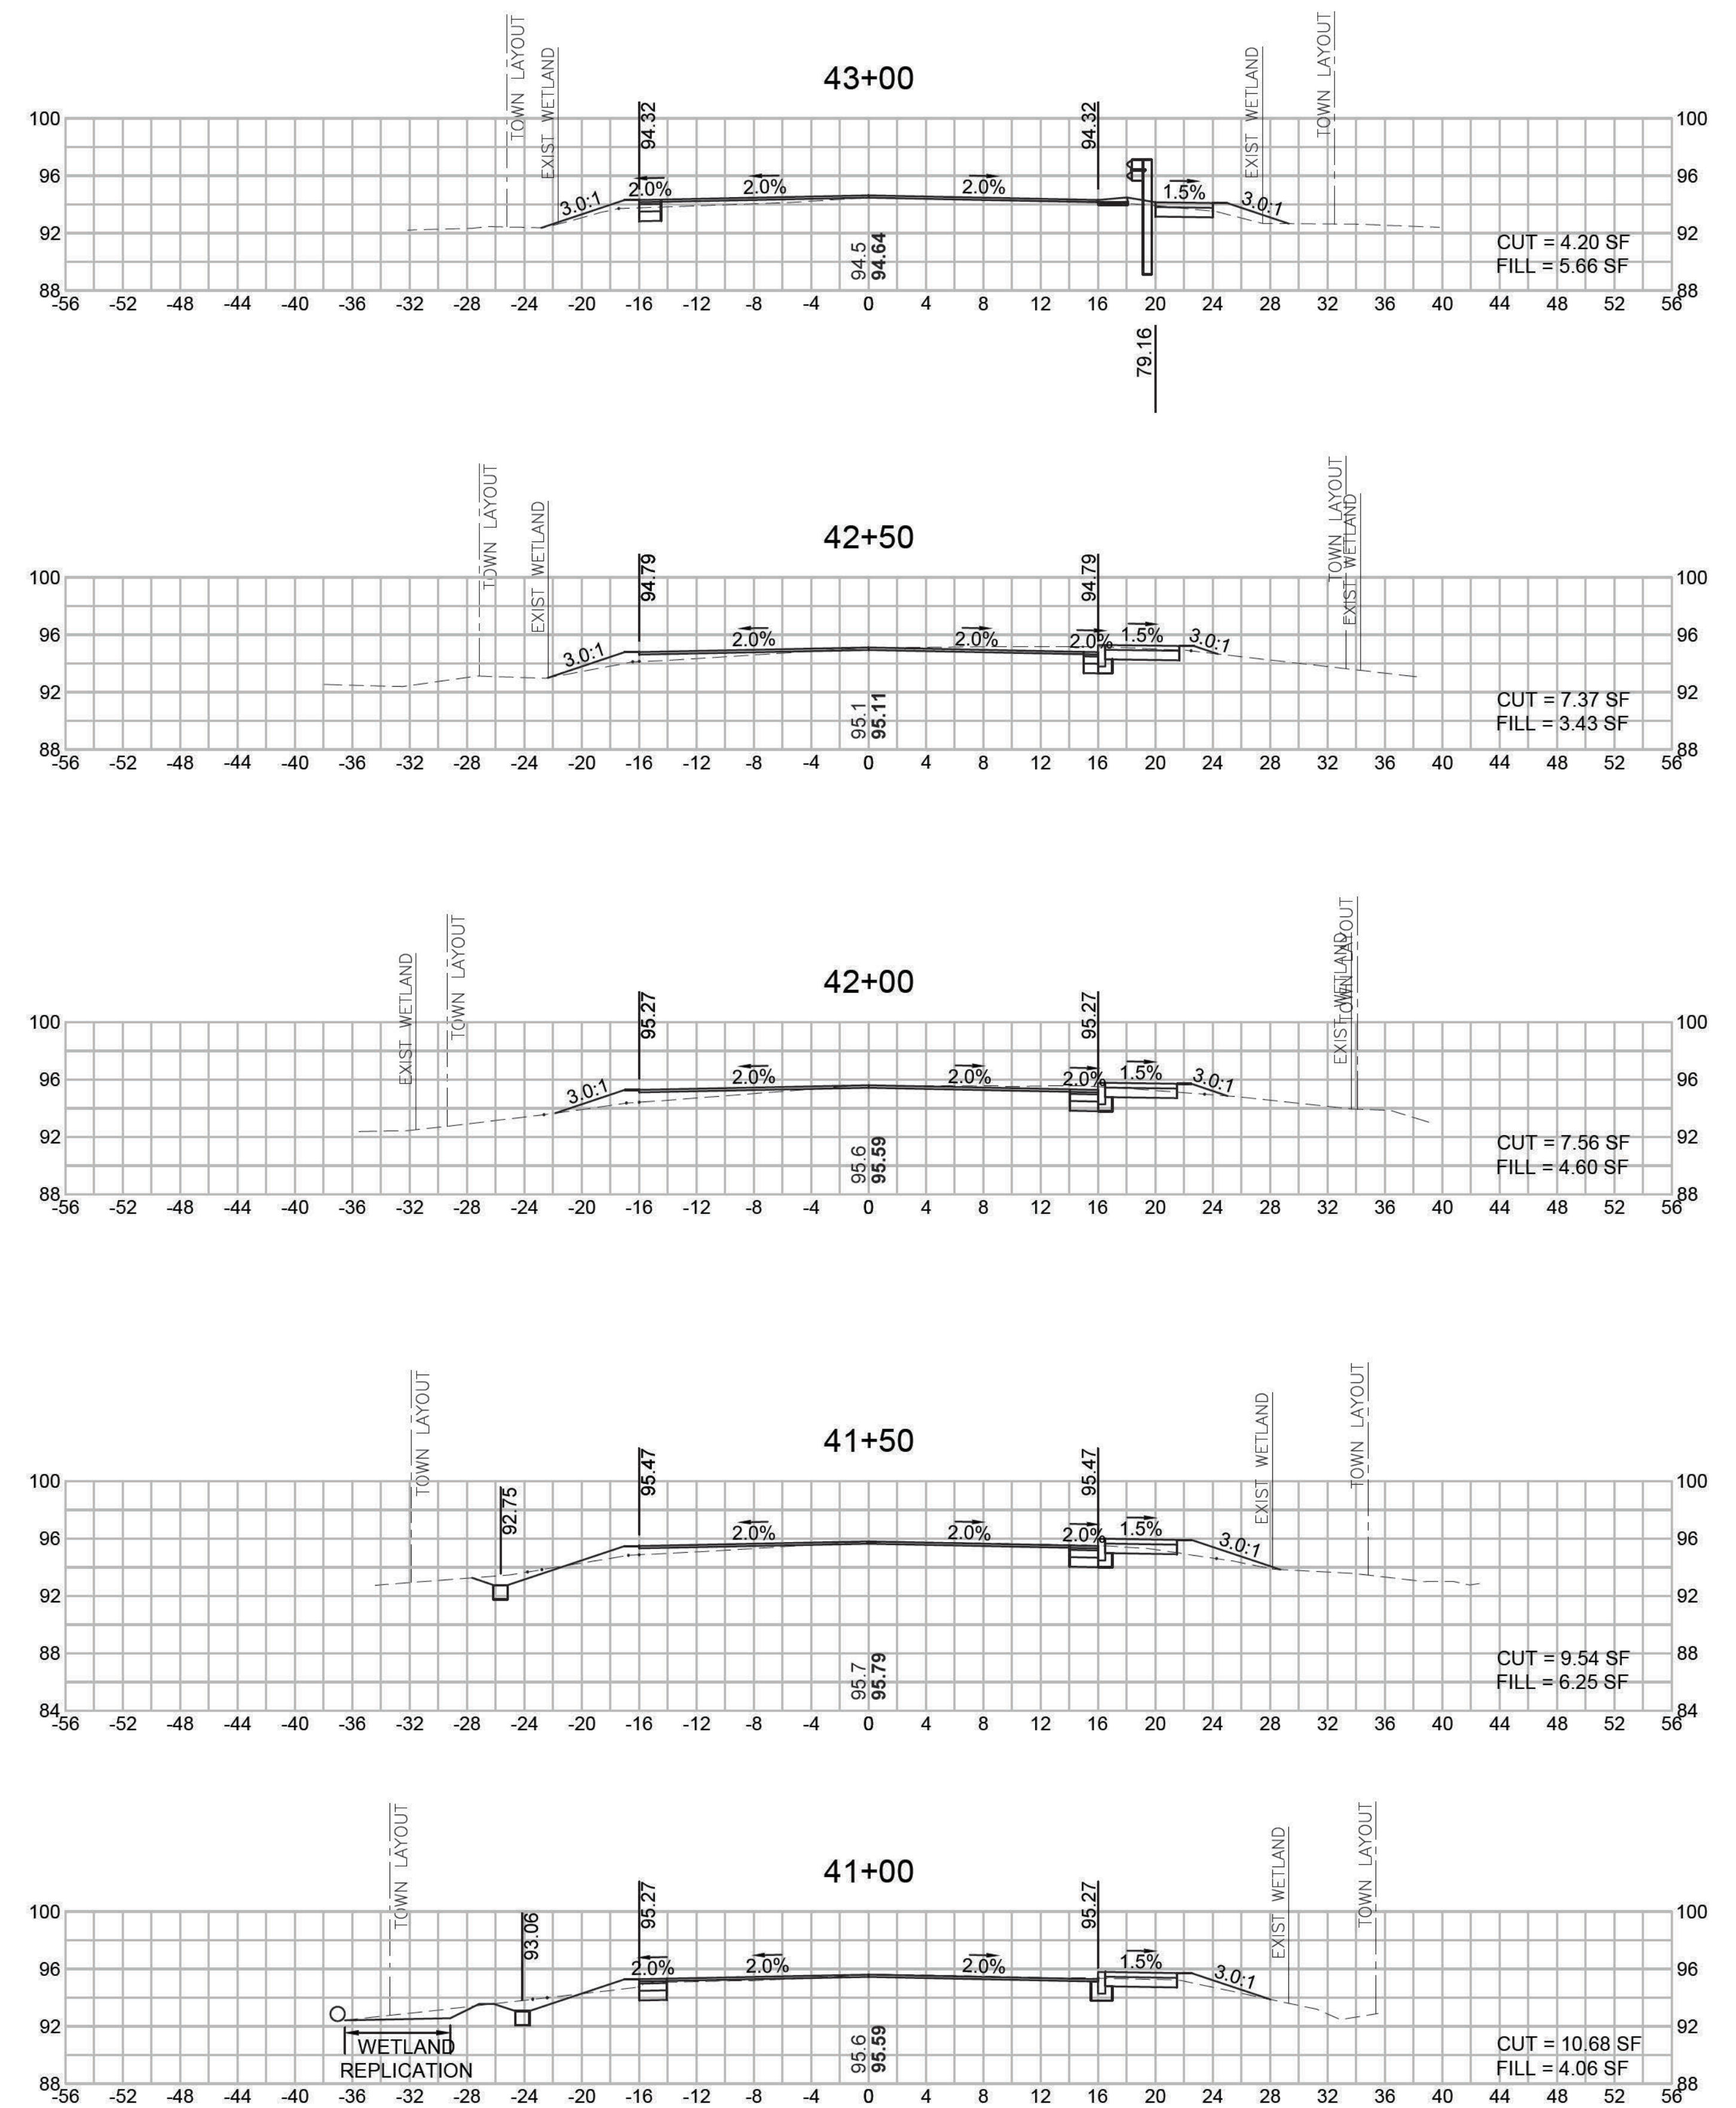 TOWN LAYOUT
EXIST WETLAND
43+00
EXIST WETLAND
TOWN LAYOUT
94.32
94.32
100
100
96
96
3.0:1
2.0%
2.0%
2.0%
1.5%
3.0:1
92
92
94.5
94.64
CUT = 4.20 SF
FILL = 5.66 SF
88
88
-56 -52 -48 -44 -40 -36 -32 -28 -24 -20 -16 -12 -8 -4 0 4 8 12 16 20 24 28 32 36 40 44 48 52 56
79.16
TOWN LAYOUT
EXIST WETLAND
42+50
TOWN LAYOUT
EXIST WETLAND
94.79
94.79
100
100
96
96
3.0:1
2.0%
2.0%
2.0%
1.5%
3.0:1
92
92
95.1
95.11
CUT = 7.37 SF
FILL = 3.43 SF
88
88
-56 -52 -48 -44 -40 -36 -32 -28 -24 -20 -16 -12 -8 -4 0 4 8 12 16 20 24 28 32 36 40 44 48 52 56
EXIST WETLAND
TOWN LAYOUT
42+00
EXIST WETLAND
TOWN LAYOUT
95.27
95.27
100
100
96
96
3.0:1
2.0%
2.0%
2.0%
1.5%
3.0:1
92
92
95.6
95.59
CUT = 7.56 SF
FILL = 4.60 SF
88
88
-56 -52 -48 -44 -40 -36 -32 -28 -24 -20 -16 -12 -8 -4 0 4 8 12 16 20 24 28 32 36 40 44 48 52 56
TOWN LAYOUT
41+50
EXIST WETLAND
TOWN LAYOUT
92.75
95.47
95.47
100
100
96
96
2.0%
2.0%
2.0%
1.5%
3.0:1
92
92
88
88
95.7
95.79
CUT = 9.54 SF
FILL = 6.25 SF
84
84
-56 -52 -48 -44 -40 -36 -32 -28 -24 -20 -16 -12 -8 -4 0 4 8 12 16 20 24 28 32 36 40 44 48 52 56
TOWN LAYOUT
41+00
EXIST WETLAND
TOWN LAYOUT
93.06
95.27
95.27
100
100
96
96
2.0%
2.0%
2.0%
1.5%
3.0:1
92
92
WETLAND
REPLICATION
95.6
95.59
CUT = 10.68 SF
FILL = 4.06 SF
88
88
-56 -52 -48 -44 -40 -36 -32 -28 -24 -20 -16 -12 -8 -4 0 4 8 12 16 20 24 28 32 36 40 44 48 52 56